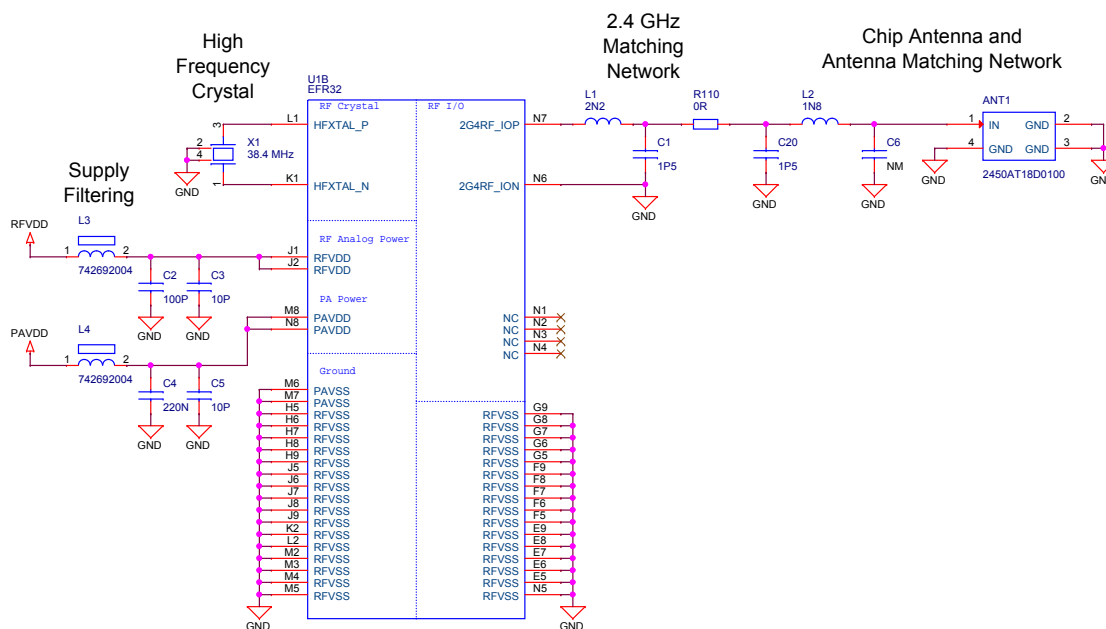 High
Frequency
Crystal
2.4 GHz
Matching
Network
Chip Antenna and
Antenna Matching Network
Supply
Filtering
U1B
EFR32
RF Crystal
RF I/O
L1
HFXTAL_P
K1
HFXTAL_N
3
2
4
1
X1
38.4 MHz
GND
N7
2G4RF_IOP
N6
2G4RF_ION
L1
2N2
C1
1P5
GND
R110
0R
C20
1P5
GND
L2
1N8
C6
NM
GND
ANT1
1
IN
GND
2
4
GND
GND
3
2450AT18D0100
GND
GND
RFVDD
L3
1
2
742692004
C2
100P
GND
C3
10P
GND
RF Analog Power
J1
RFVDD
J2
RFVDD
PA Power
M8
PAVDD
N8
PAVDD
PAVDD
L4
1
2
742692004
C4
220N
GND
C5
10P
GND
NC
N1
NC
N2
NC
N3
NC
N4
Ground
M6
PAVSS
M7
PAVSS
H5
RFVSS
H6
RFVSS
H7
RFVSS
H8
RFVSS
H9
RFVSS
J5
RFVSS
J6
RFVSS
J7
RFVSS
J8
RFVSS
J9
RFVSS
K2
RFVSS
L2
RFVSS
M2
RFVSS
M3
RFVSS
M4
RFVSS
M5
RFVSS
GND
RFVSS
G9
RFVSS
G8
RFVSS
G7
RFVSS
G6
RFVSS
G5
RFVSS
F9
RFVSS
F8
RFVSS
F7
RFVSS
F6
RFVSS
F5
RFVSS
E9
RFVSS
E8
RFVSS
E7
RFVSS
E6
RFVSS
E5
RFVSS
N5
GND